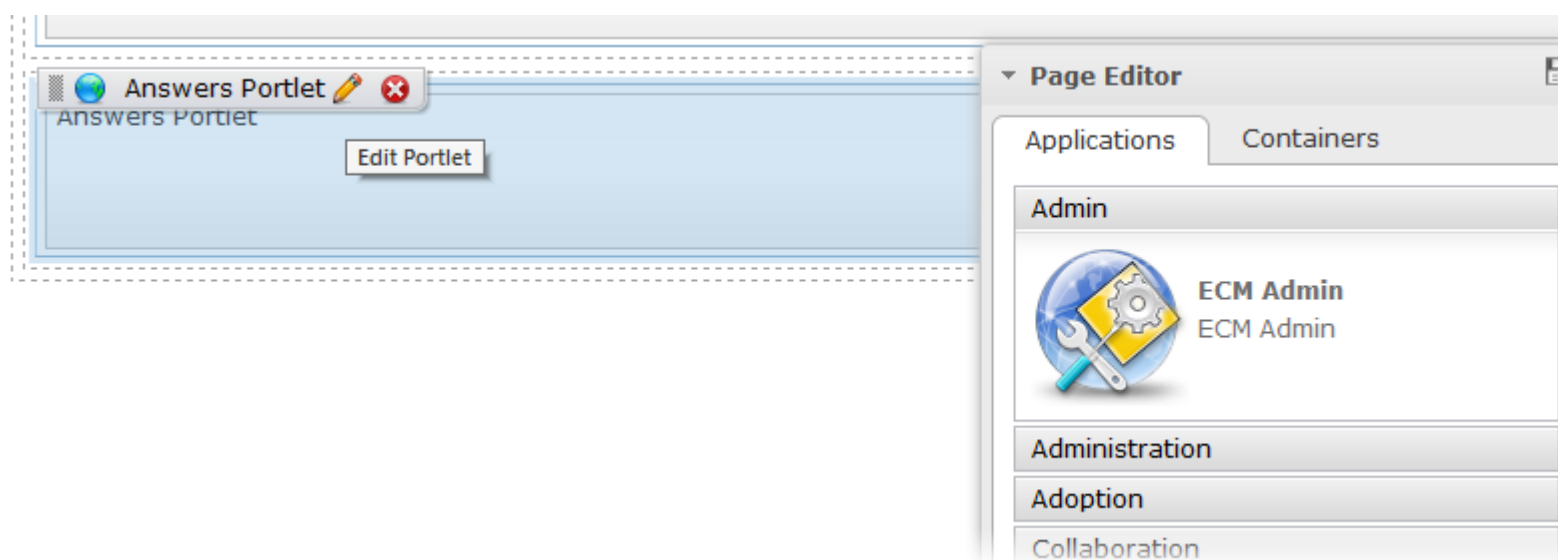 Answers Portlet
Answers Portlet
Edit Portlet
Page Editor
Applications
Containers
Admin
ECM Admin
ECM Admin
Administration
Adoption
Collaboration